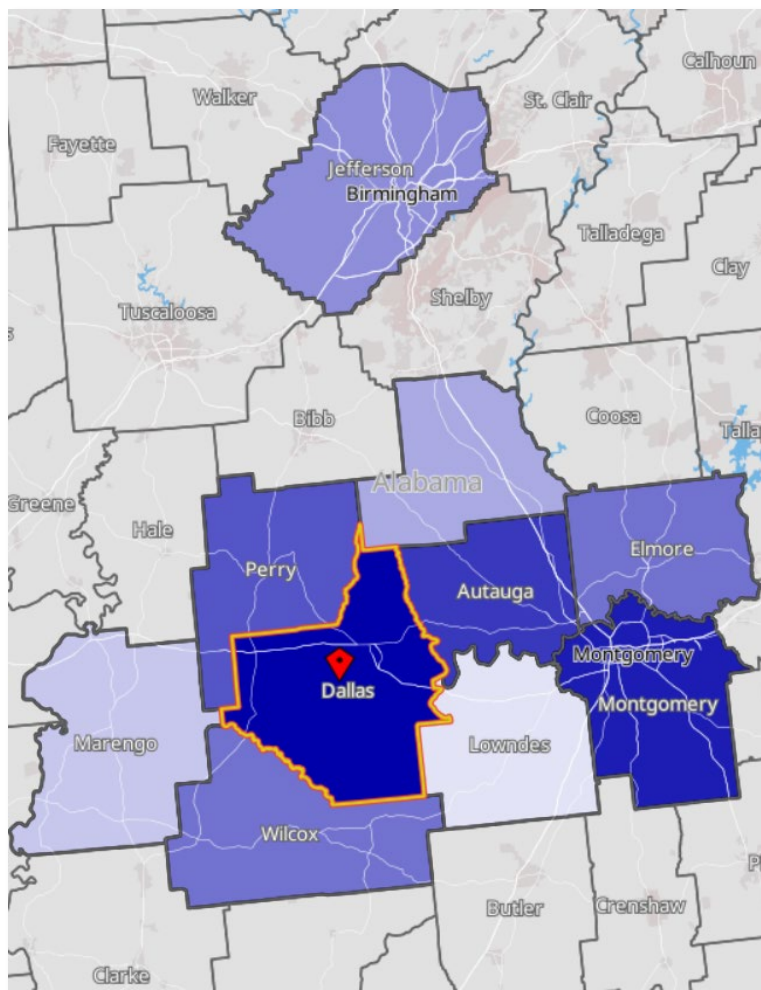 Calhoun
Walker
St. Clair
Fayette
Jefferson
Birmingham
Talladega
Clay
Shelby
Tuscaloosa
Coosa
Bibb
Talla
Alabama
Greene
Hale
Elmore
Perry
Autauga
Montgomery
Dallas
Montgomery
Marengo
Lowndes
Wilcox
Butler
Crenshaw
Clarke